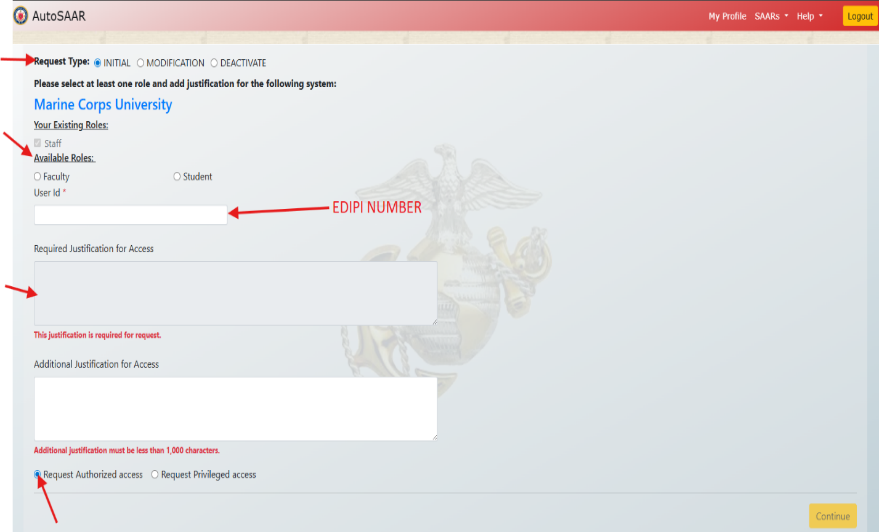 AutoSAAR My Profile SAARs Help Logout
Request Type: INITIAL MODIFICATION DEACTIVATE
Please select at least one role and add justification for the following system:
Marine Corps University
Your Existing Roles:
Staff
Available Roles:
Faculty Student
User Id *
EDIPI NUMBER
Required Justification for Access
This justification is required for request.
Additional Justification for Access
Additional justification must be less than 1,000 characters.
Request Authorized access Request Privileged access
Continue